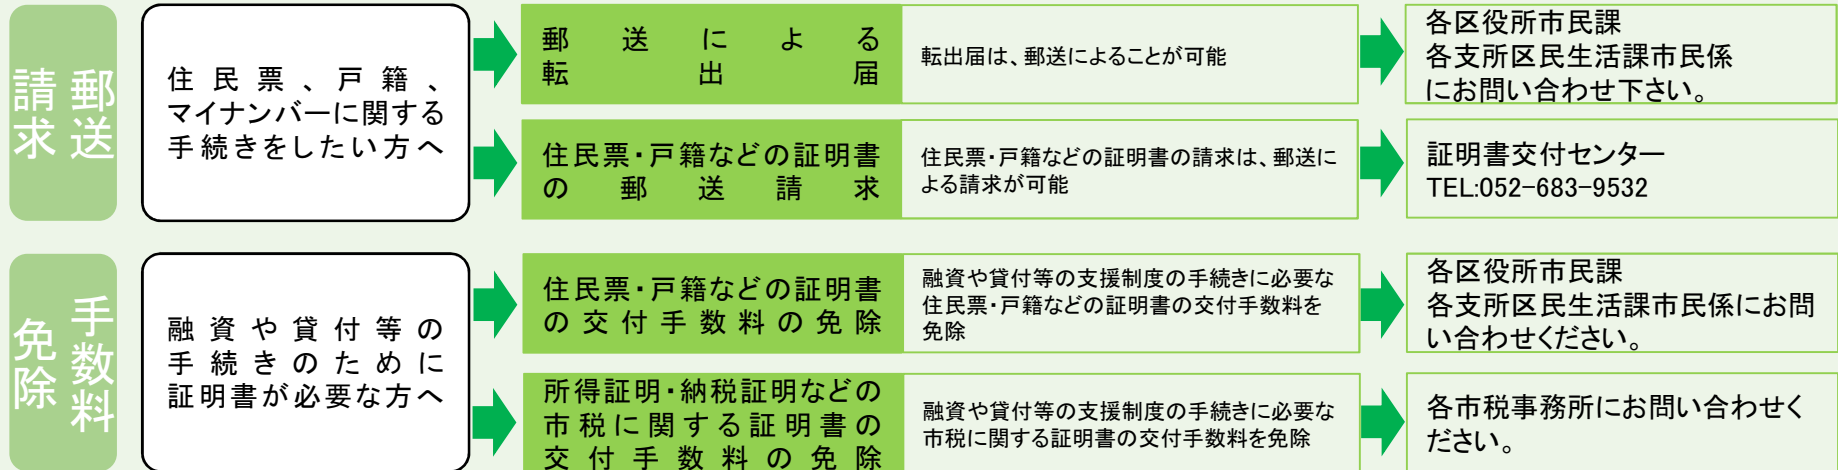 郵送
請求
住民票、戸籍、
マイナンバーに関する
手続きをしたい方へ
郵送による
転出届
転出届は、郵送によることが可能
各区役所市民課
各支所区民生活課市民係
にお問い合わせ下さい。
住民票・戸籍などの証明書
の郵送請求
住民票・戸籍などの証明書の請求は、郵送に
よる請求が可能
証明書交付センター
TEL:052-683-9532
手数料
免除
融資や貸付等の
手続きのために
証明書が必要な方へ
住民票・戸籍などの証明書
の交付手数料の免除
融資や貸付等の支援制度の手続きに必要な
住民票・戸籍などの証明書の交付手数料を
免除
各区役所市民課
各支所区民生活課市民係にお問
い合わせください。
所得証明・納税証明などの
市税に関する証明書の
交付手数料の免除
融資や貸付等の支援制度の手続きに必要な
市税に関する証明書の交付手数料を免除
各市税事務所にお問い合わせく
ださい。